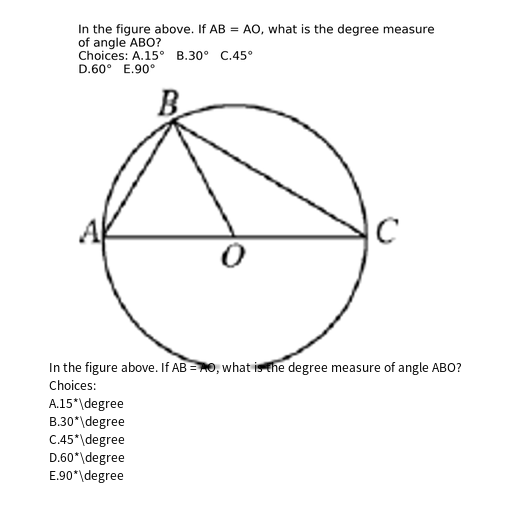 In the figure above. If AB = AO, what is the degree measure
of angle ABO?
Choices: A.15° B.30° C.45°
D.60° E.90°
B
A
C
O
In the figure above. If AB = AO, what is the degree measure of angle ABO?
Choices:
A.15*\degree
B.30*\degree
C.45*\degree
D.60*\degree
E.90*\degree